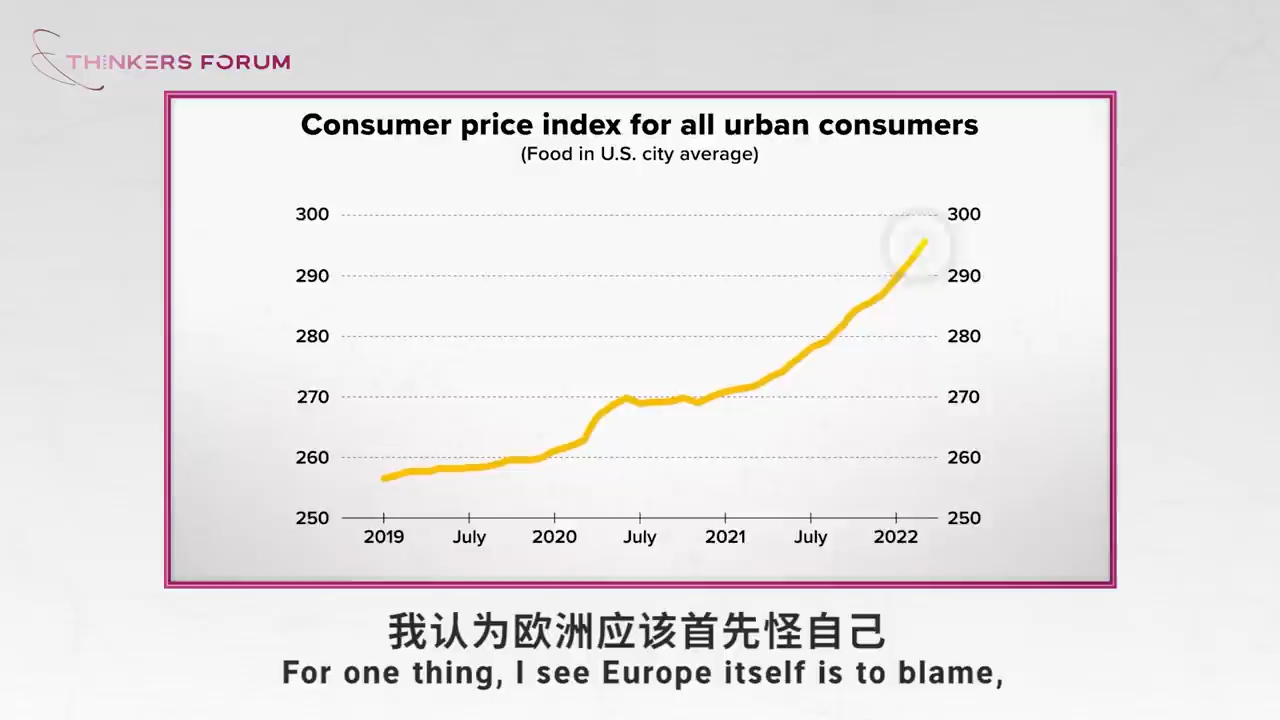 THINKERS FORUM
Consumer price index for all urban consumers
(Food in U.S. city average)
300 300
290 290
280 280
270 270
260 260
250 250
2019 July 2020 July 2021 July 2022
我认为欧洲应该首先怪自己
For one thing, I see Europe itself is to blame,